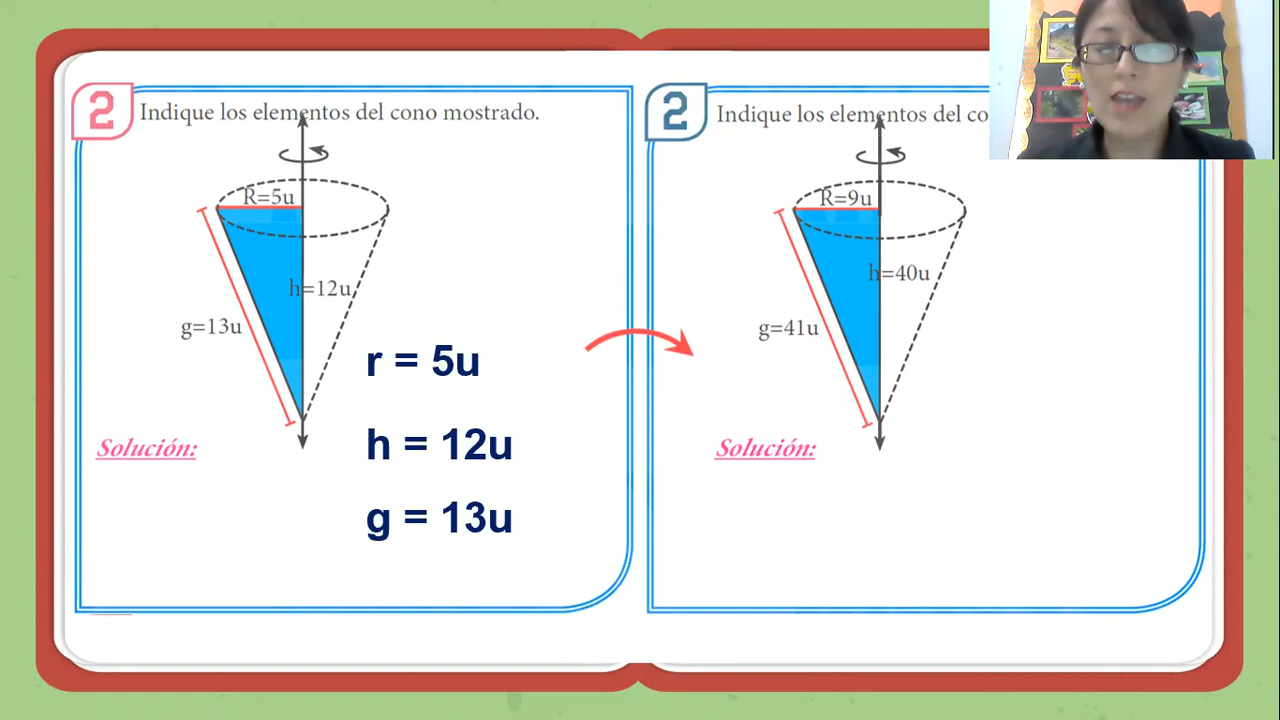 2
Indique los elementos del cono mostrado.
R=5u
h=12u
g=13u
r = 5u
h = 12u
g = 13u
Solución:
2
Indique los elementos del co
R=9u
h=40u
g=41u
Solución: